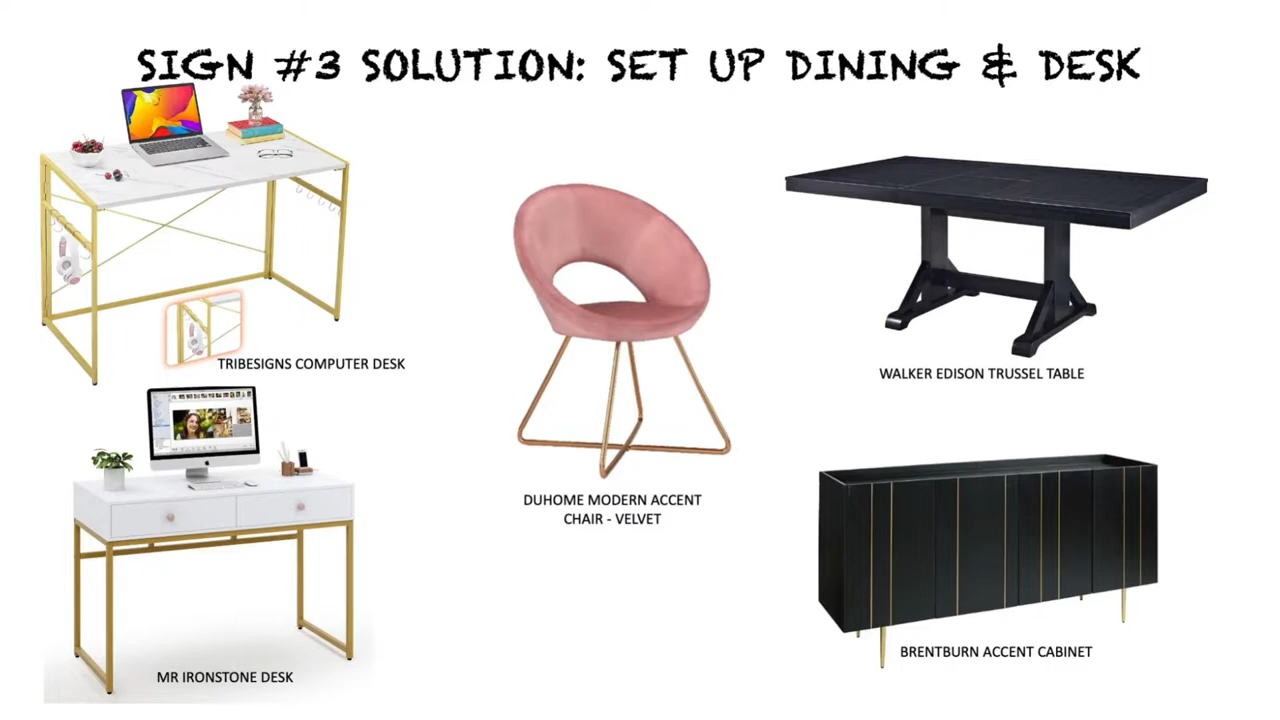 SIGN #3 SOLUTION: SET UP DINING & DESK
TRIBESIGNS COMPUTER DESK
WALKER EDISON TRUSSEL TABLE
DUHOME MODERN ACCENT
CHAIR - VELVET
BRENTBURN ACCENT CABINET
MR IRONSTONE DESK